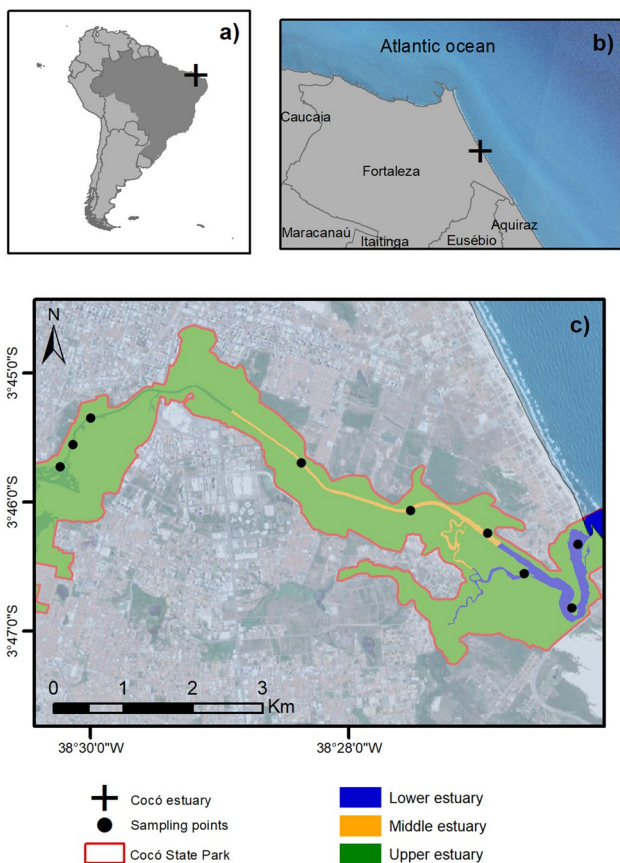 a)
b)
Atlantic ocean
Caucaia
Fortaleza
Aquiraz
Maracanaú
Itaitinga
Eusébio
c)
N
3°45'0"S
3°46'0"S
3°47'0"S
0 1 2 3
Km
38°30'0"W 38°28'0"W
Cocó estuary
Sampling points
Cocó State Park
Lower estuary
Middle estuary
Upper estuary